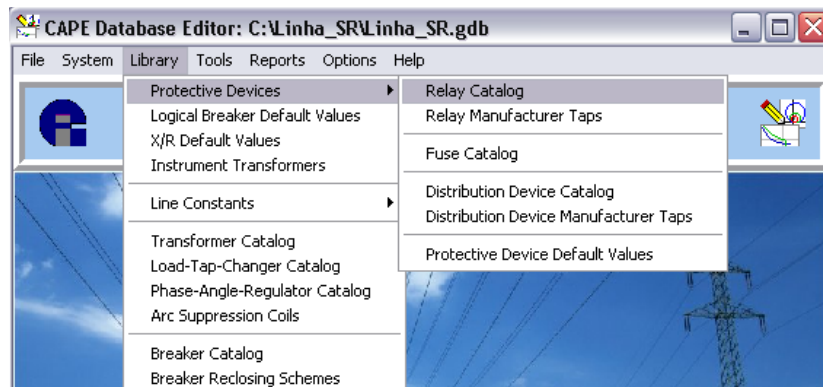 CAPE Database Editor: C:\Linha_SR\Linha_SR.gdb
File System Library Tools Reports Options Help
Protective Devices
Logical Breaker Default Values
X/R Default Values
Instrument Transformers
Line Constants
Transformer Catalog
Load-Tap-Changer Catalog
Phase-Angle-Regulator Catalog
Arc Suppression Coils
Breaker Catalog
Breaker Reclosing Schemes
Relay Catalog
Relay Manufacturer Taps
Fuse Catalog
Distribution Device Catalog
Distribution Device Manufacturer Taps
Protective Device Default Values